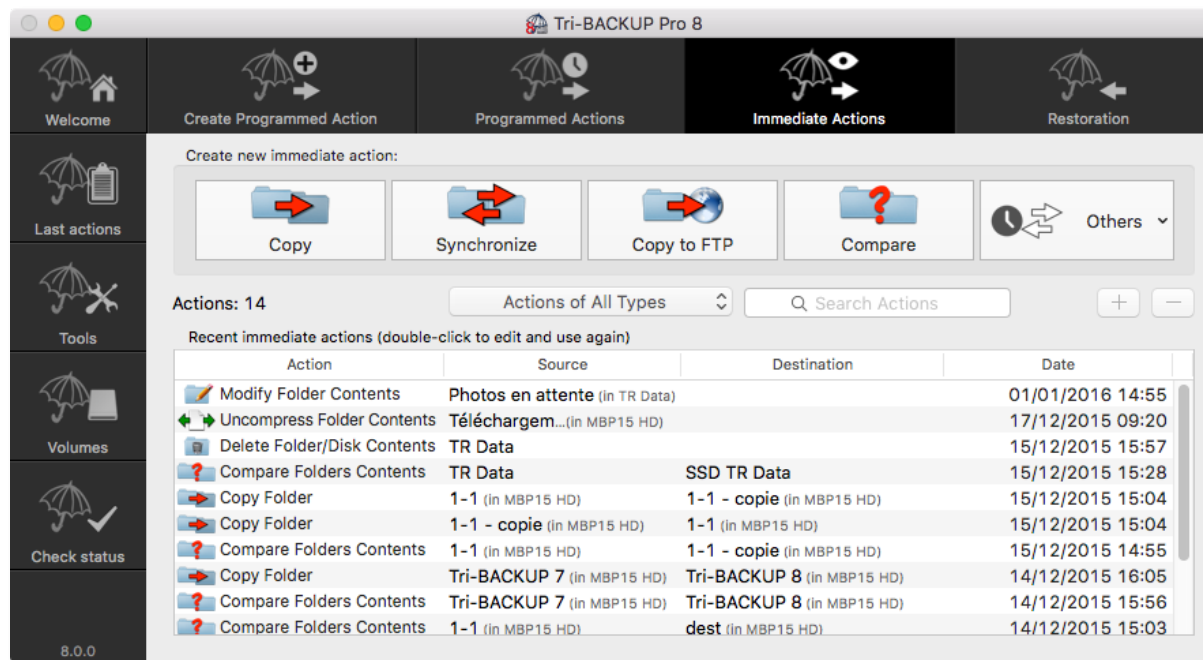 Tri-BACKUP Pro 8
Welcome Create Programmed Action Programmed Actions Immediate Actions Restoration
Last actions
Tools
Volumes
Check status
8.0.0
Create new immediate action:
Copy Synchronize Copy to FTP Compare Others
Actions: 14 Actions of All Types Search Actions
Recent immediate actions (double-click to edit and use again)
Action Source Destination Date
Modify Folder Contents Photos en attente (in TR Data) 01/01/2016 14:55
Uncompress Folder Contents Téléchargem...(in MBP15 HD) 17/12/2015 09:20
Delete Folder/Disk Contents TR Data 15/12/2015 15:57
Compare Folders Contents TR Data SSD TR Data 15/12/2015 15:28
Copy Folder 1-1 (in MBP15 HD) 1-1 - copie (in MBP15 HD) 15/12/2015 15:04
Copy Folder 1-1 - copie (in MBP15 HD) 1-1 (in MBP15 HD) 15/12/2015 15:04
Compare Folders Contents 1-1 (in MBP15 HD) 1-1 - copie (in MBP15 HD) 15/12/2015 14:55
Copy Folder Tri-BACKUP 7 (in MBP15 HD) Tri-BACKUP 8 (in MBP15 HD) 14/12/2015 16:05
Compare Folders Contents Tri-BACKUP 7 (in MBP15 HD) Tri-BACKUP 8 (in MBP15 HD) 14/12/2015 15:56
Compare Folders Contents 1-1 (in MBP15 HD) dest (in MBP15 HD) 14/12/2015 15:03